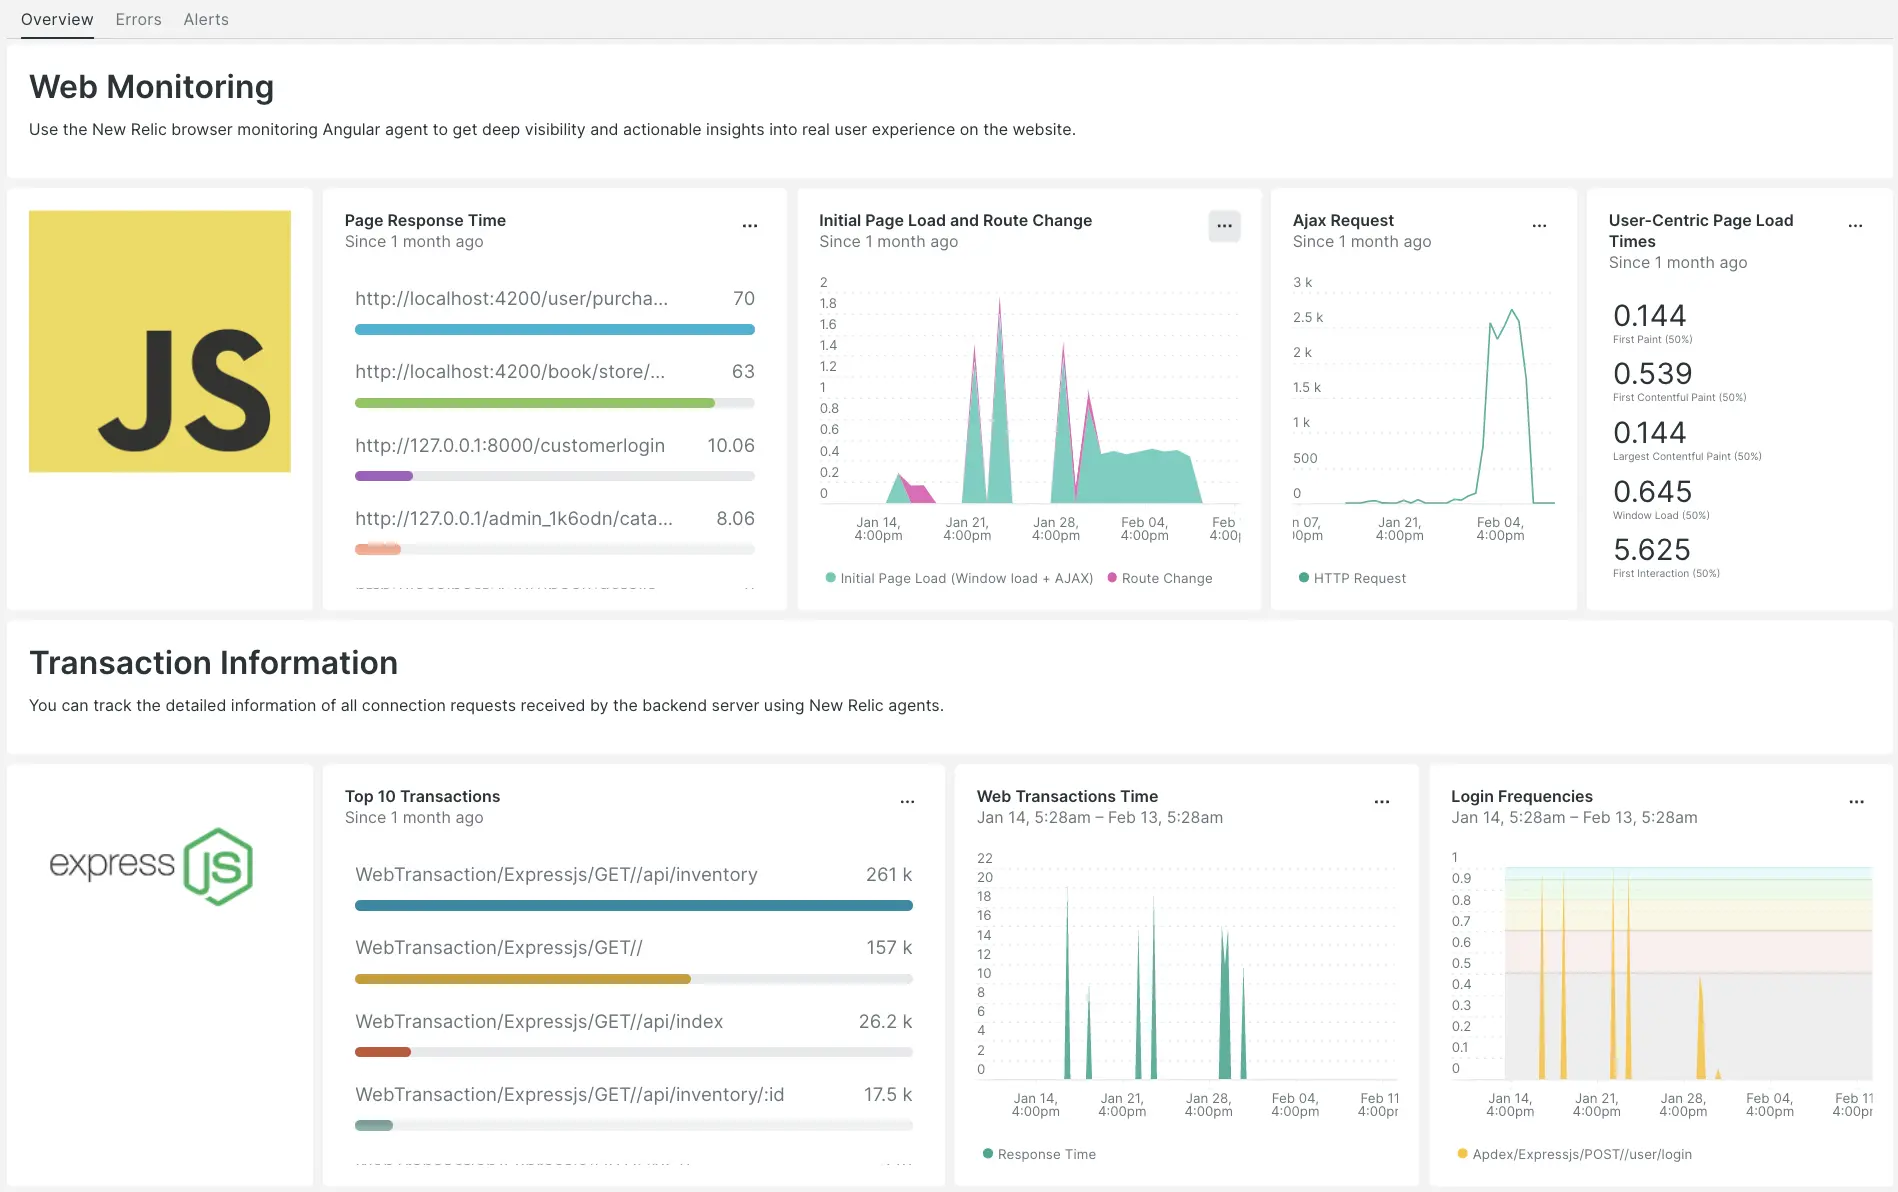 Overview Errors Alerts
Web Monitoring
Use the New Relic browser monitoring Angular agent to get deep visibility and actionable insights into real user experience on the website.
JS
Page Response Time
Since 1 month ago
http://localhost:4200/user/purcha... 70
http://localhost:4200/book/store/... 63
http://127.0.0.1:8000/customerlogin 10.06
http://127.0.0.1/admin_1k6odn/cata... 8.06
Initial Page Load and Route Change
Since 1 month ago
2
1.8
1.6
1.4
1.2
1
0.8
0.6
0.4
0.2
0
Jan 14, 4:00pm
Jan 21, 4:00pm
Jan 28, 4:00pm
Feb 04, 4:00pm
Feb
Initial Page Load (Window load + AJAX) Route Change
Ajax Request
Since 1 month ago
3 k
2.5 k
2 k
1.5 k
1 k
500
0
n 07,
Jan 21, 4:00pm
Feb 04, 4:00pm
HTTP Request
User-Centric Page Load
Times
Since 1 month ago
0.144
First Paint (50%)
0.539
First Contentful Paint (50%)
0.144
Largest Contentful Paint (50%)
0.645
Window Load (50%)
5.625
First Interaction (50%)
Transaction Information
You can track the detailed information of all connection requests received by the backend server using New Relic agents.
express JS
Top 10 Transactions
Since 1 month ago
WebTransaction/Expressjs/GET//api/inventory 261 k
WebTransaction/Expressjs/GET// 157 k
WebTransaction/Expressjs/GET//api/index 26.2 k
WebTransaction/Expressjs/GET//api/inventory/:id 17.5 k
Web Transactions Time
Jan 14, 5:28am – Feb 13, 5:28am
22
20
18
16
14
12
10
8
6
4
2
0
Jan 14, 4:00pm
Jan 21, 4:00pm
Jan 28, 4:00pm
Feb 04, 4:00pm
Feb 11
Response Time
Login Frequencies
Jan 14, 5:28am – Feb 13, 5:28am
1
0.9
0.8
0.7
0.6
0.5
0.4
0.3
0.2
0.1
0
Jan 14, 4:00pm
Jan 21, 4:00pm
Jan 28, 4:00pm
Feb 04, 4:00pm
Feb 11
Apdex/Expressjs/POST//user/login